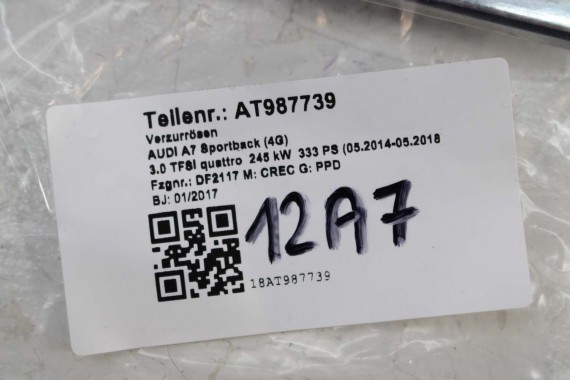 Teilenr.: AT987739
Verzurrösen
AUDI A7 Sportback (4G)
3.0 TFSI quattro 245 kW 333 PS (05.2014-05.2018
Fzgnr.: DF2117 M: CREC G: PPD
BJ: 01/2017
12A7
18AT987739